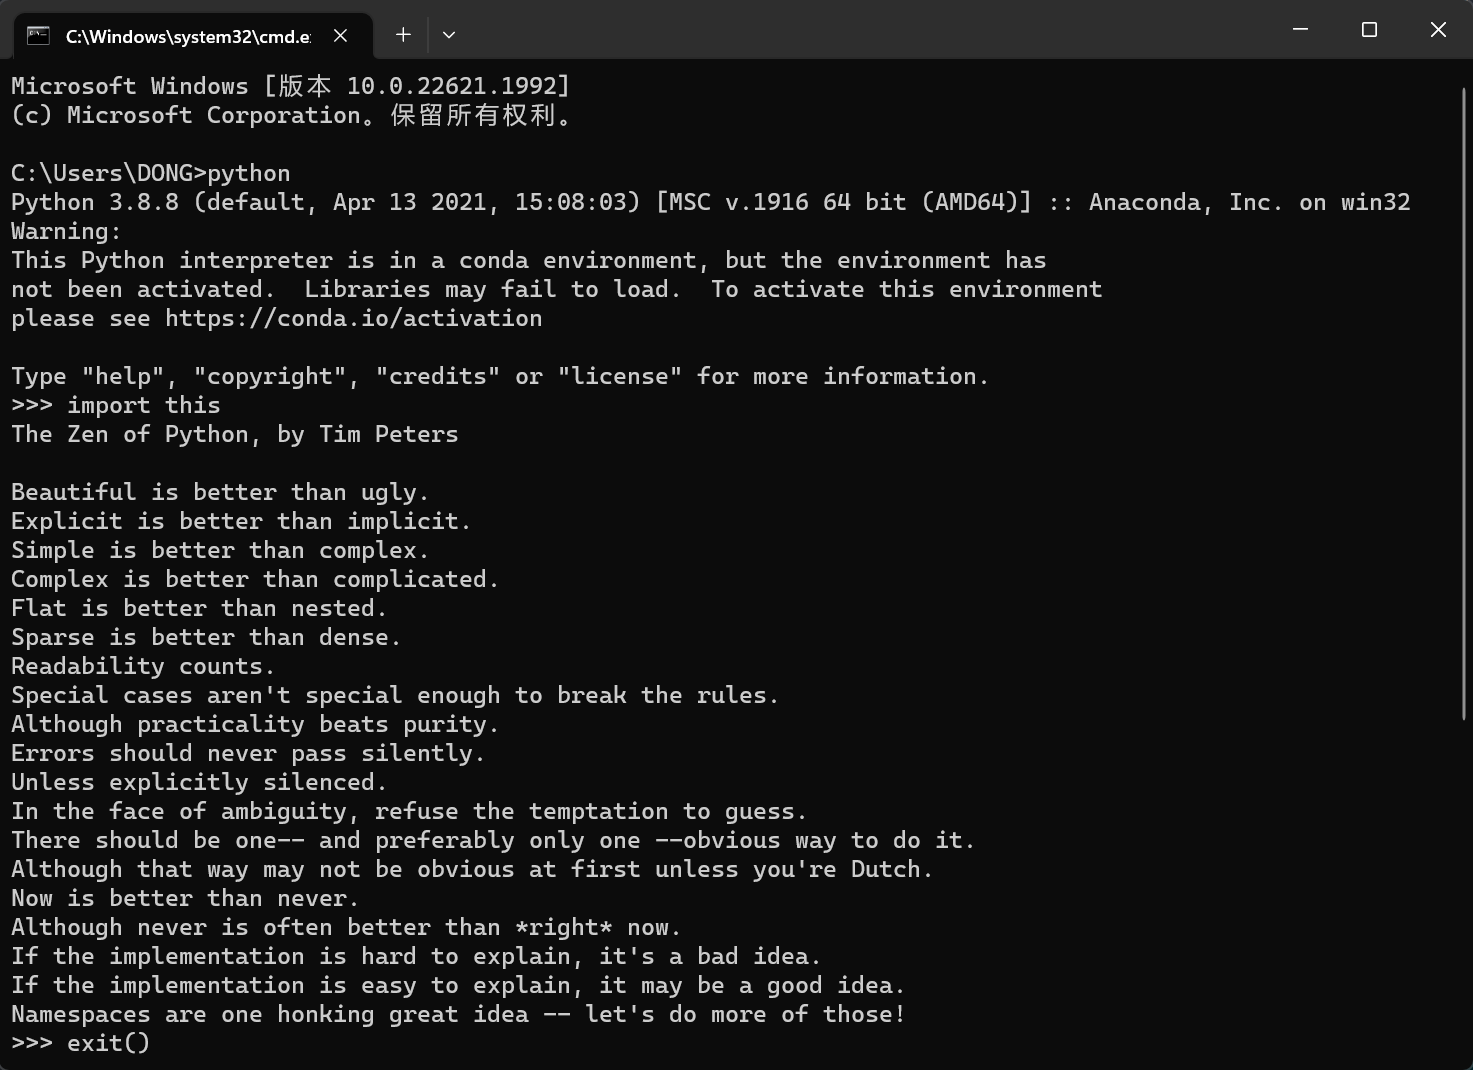 C:\Windows\system32\cmd.e
Microsoft Windows [版本 10.0.22621.1992]
(c) Microsoft Corporation。保留所有权利。
C:\Users\DONG>python
Python 3.8.8 (default, Apr 13 2021, 15:08:03) [MSC v.1916 64 bit (AMD64)] :: Anaconda, Inc. on win32
Warning:
This Python interpreter is in a conda environment, but the environment has
not been activated.  Libraries may fail to load.  To activate this environment
please see https://conda.io/activation
Type "help", "copyright", "credits" or "license" for more information.
>>> import this
The Zen of Python, by Tim Peters
Beautiful is better than ugly.
Explicit is better than implicit.
Simple is better than complex.
Complex is better than complicated.
Flat is better than nested.
Sparse is better than dense.
Readability counts.
Special cases aren't special enough to break the rules.
Although practicality beats purity.
Errors should never pass silently.
Unless explicitly silenced.
In the face of ambiguity, refuse the temptation to guess.
There should be one-- and preferably only one --obvious way to do it.
Although that way may not be obvious at first unless you're Dutch.
Now is better than never.
Although never is often better than *right* now.
If the implementation is hard to explain, it's a bad idea.
If the implementation is easy to explain, it may be a good idea.
Namespaces are one honking great idea -- let's do more of those!
>>> exit()